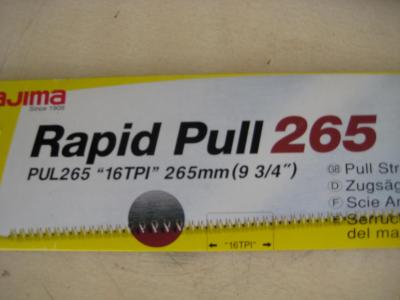 ajima
Since 1909
Rapid Pull 265
PUL265 "16TPI" 265mm(9 3/4")
GB Pull Str
D Zugsäg
F Scie Ar
E Serruc
del ma
"16TPI"